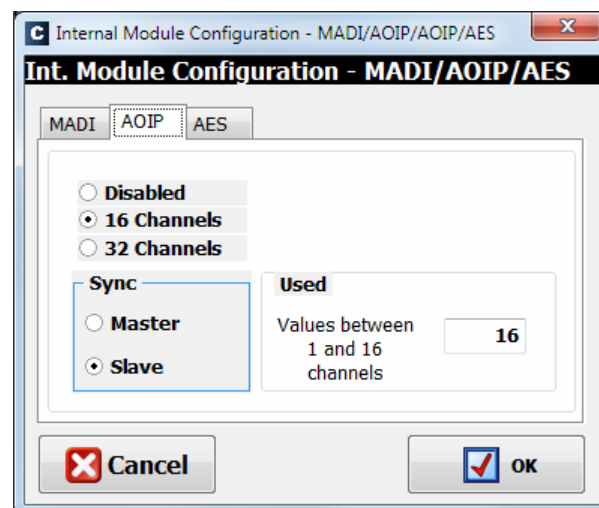 C Internal Module Configuration - MADI/AOIP/AOIP/AES
Int. Module Configuration - MADI/AOIP/AES
MADI AOIP AES
Disabled
16 Channels
32 Channels
Sync
Master
Slave
Used
Values between
1 and 16
channels
16
Cancel
OK